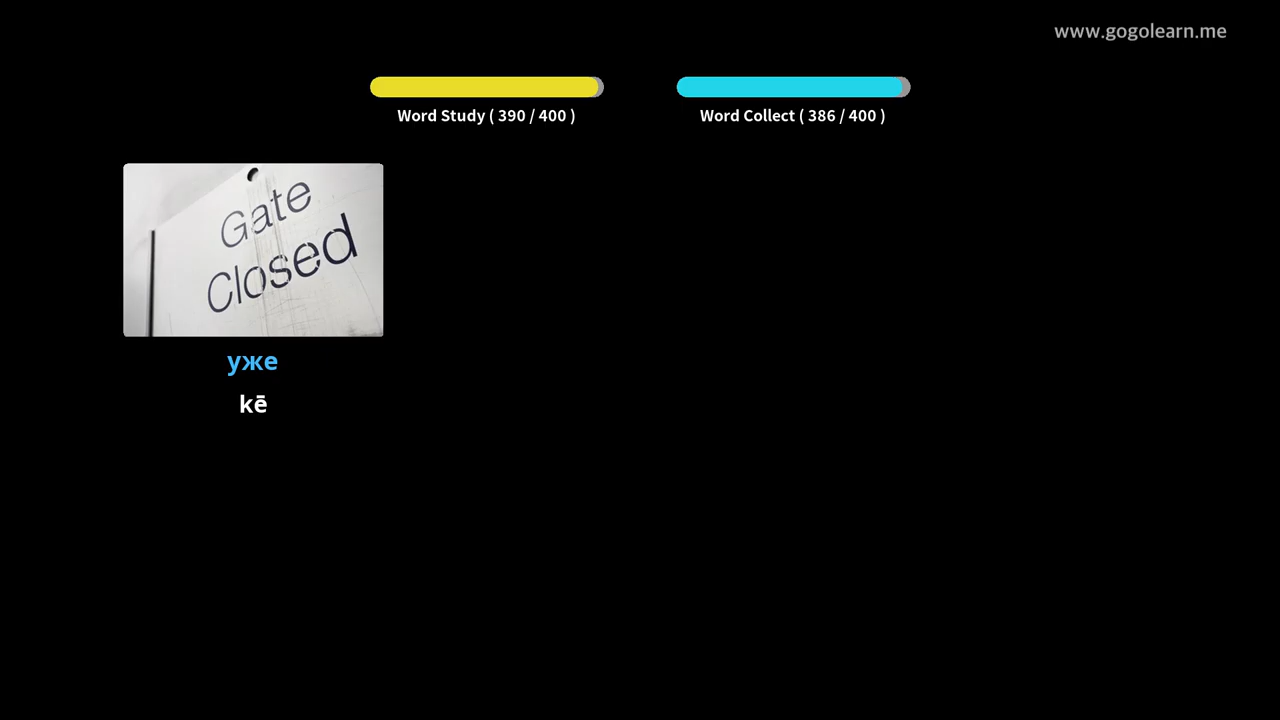 www.gogolearn.me
Word Study ( 390 / 400 )
Word Collect ( 386 / 400 )
Gate
Closed
уже
kē